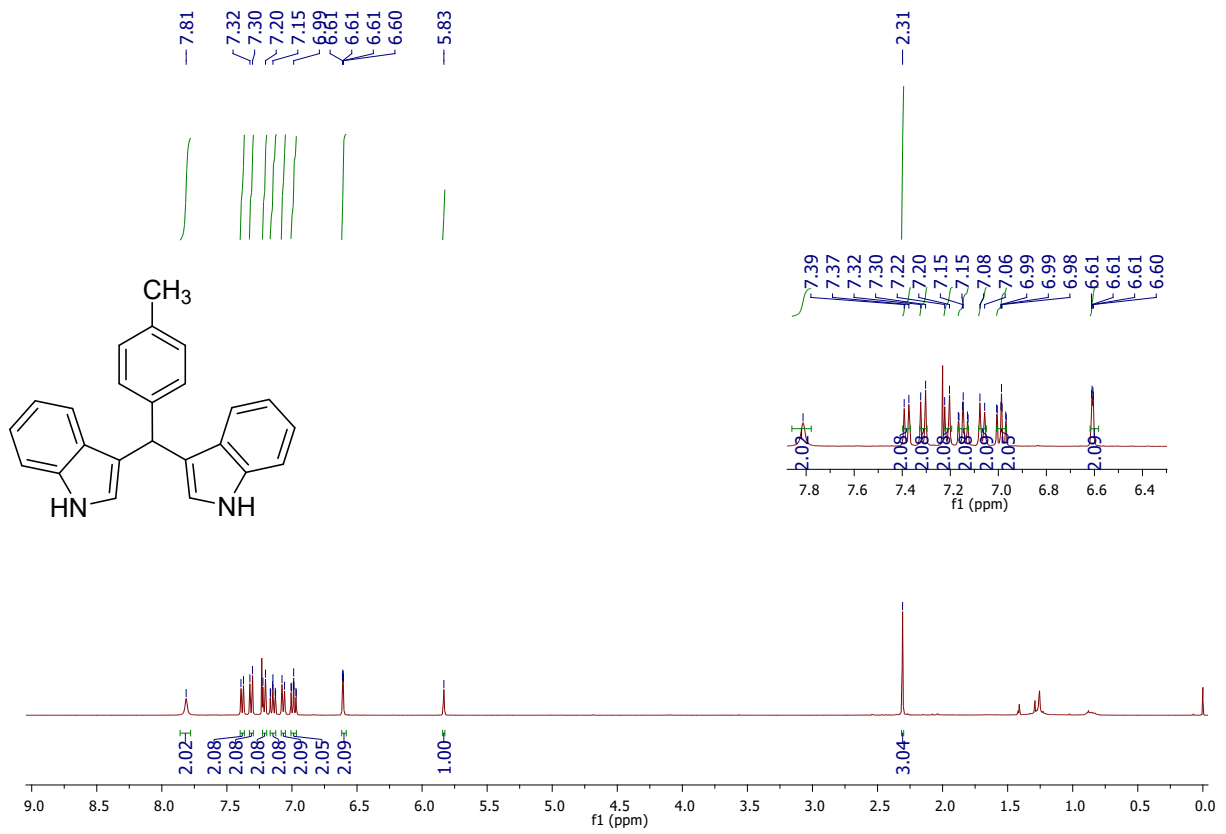 7.81 7.32 7.30 7.20 7.15 6.99 6.61 6.61 6.61 6.60 5.83 2.31
7.39 7.37 7.32 7.30 7.22 7.20 7.15 7.15 7.08 7.06 6.99 6.99 6.98 6.61 6.61 6.61 6.60
CH3
HN
NH
2.02 2.08 2.08 2.08 2.08 2.09 2.05 2.09
7.8 7.6 7.4 7.2 7.0 6.8 6.6 6.4
f1 (ppm)
2.02 2.08 2.08 2.08 2.08 2.09 2.05 2.09 1.00 3.04
9.0 8.5 8.0 7.5 7.0 6.5 6.0 5.5 5.0 4.5 4.0 3.5 3.0 2.5 2.0 1.5 1.0 0.5 0.0
f1 (ppm)